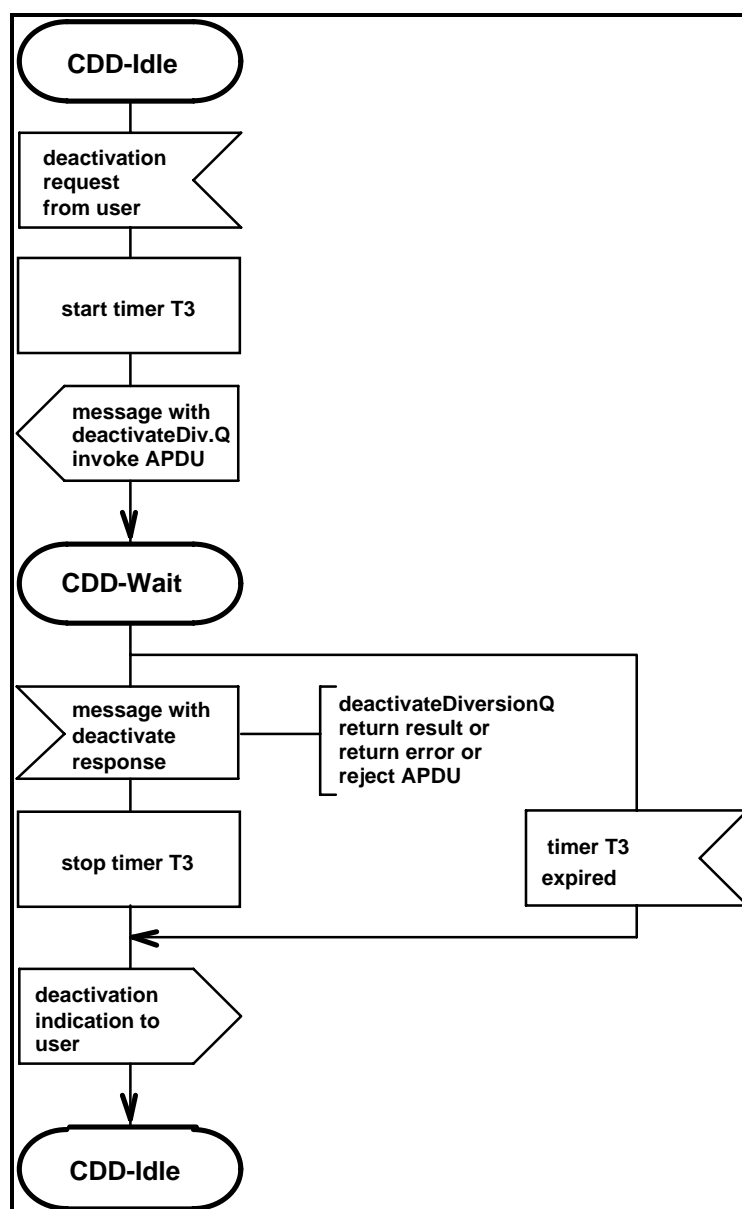 CDD-Idle
deactivation
request
from user
start timer T3
message with
deactivateDiv.Q
invoke APDU
CDD-Wait
message with
deactivate
response
deactivateDiversionQ
return result or
return error or
reject APDU
stop timer T3
timer T3
expired
deactivation
indication to
user
CDD-Idle